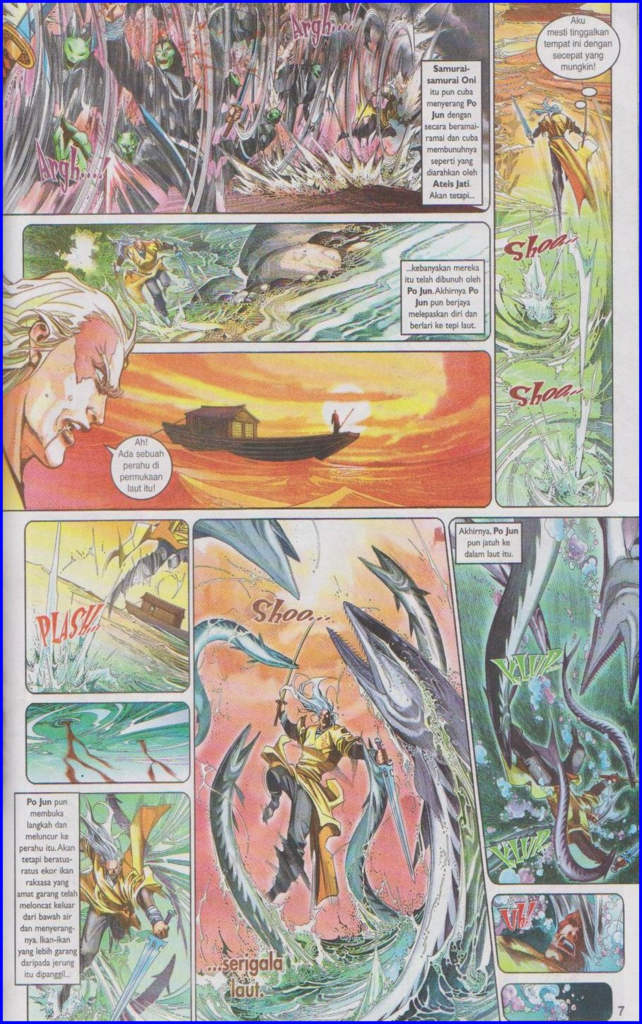 Argh....!
Argh....!
Samurai-
samurai Oni
itu pun cuba
menyerang Po
Jun dengan
secara beramai-
ramai dan cuba
membunuhnya
seperti yang
diarahkan oleh
Ateis Jati.
Akan tetapi...
Aku
mesti tinggalkan
tempat ini dengan
secepat yang
mungkin!
Shoo..
Shoo...
...kebanyakan mereka
itu telah dibunuh oleh
Po Jun. Akhirnya Po
Jun pun berjaya
melepaskan diri dan
berlari ke tepi laut.
Ah!
Ada sebuah
perahu di
permukaan
laut itu!
PLASH!
Po Jun pun
membuka
langkah dan
meluncur ke
perahu itu. Akan
tetapi beratus-
ratus ekor ikan
raksasa yang
amat garang telah
meloncat keluar
dari bawah air
dan menyerang-
nya. Ikan-ikan
yang lebih garang
daripada jerung
itu dipanggil...
Shoo...
...serigala
laut.
Akhirnya, Po Jun
pun jatuh ke
dalam laut itu.
Uh!
7